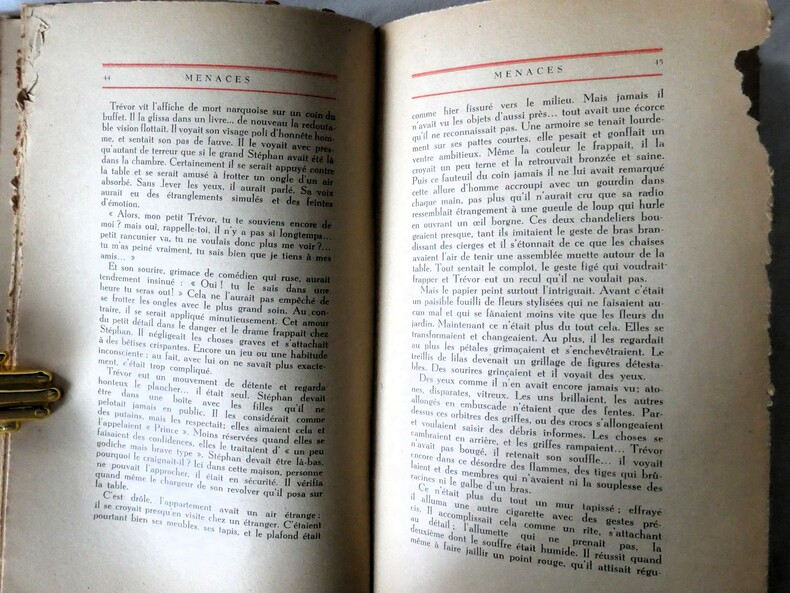 44
MENACES
Trévor vit l'affiche de mort narquoise sur un coin du
buffet. Il la glissa dans un livre... de nouveau la redouta-
ble vision flottait. Il voyait son visage poli d'honnête hom-
me, et sentait son pas de fauve. Il le voyait avec pres-
qu'autant de terreur que si le grand Stéphan avait été là
dans la chambre. Certainement il se serait appuyé contre
la table et se serait amusé à frotter un ongle d'un air
absorbé. Sans lever les yeux, il aurait parlé. Sa voix
aurait eu des étranglements simulés et des feintes
d'émotion.
« Alors, mon petit Trévor, tu te souviens encore de
moi ? mais oui, rappelle-toi, il n'y a pas si longtemps...
petit rancunier va, tu ne voulais donc plus me voir ?...
tu m'as peiné vraiment, tu sais bien que je tiens à mes
amis... »
Et son sourire, grimace de comédien qui ruse, aurait
tendrement insinué : « Oui ! tu le sais dans une
heure tu seras out! » Cela ne l'aurait pas empêché de
se frotter les ongles avec le plus grand soin. Au con-
traire, il se serait appliqué minutieusement. Cet amour
du petit détail dans le danger et le drame frappait chez
Stéphan. Il négligeait les choses graves et s'attachait
à des bêtises crispantes. Encore un jeu ou une habitude
inconsciente ; au fait, avec lui on ne savait plus exacte-
ment, c'était trop compliqué.
Trévor eut un mouvement de détente et regarda
honteux le plancher... il était seul. Stéphan devait
être dans une boîte avec les filles qu'il ne
pelotait jamais en public. Il les considérait comme
des putains, mais les respectait; elles aimaient cela et
l'appelaient « Prince ». Moins réservées quand elles se
faisaient des confidences, elles le traitaient d' « un peu
godiche mais brave type ». Stéphan devait être là-bas,
pourquoi le craignait-il ? Ici dans cette maison, personne
ne pouvait l'approcher, il était en sécurité. Il vérifia
quand même le chargeur de son revolver qu'il posa sur
la table.
C'est drôle, l'appartement avait un air étrange :
il se croyait presqu'en visite chez un étranger. C'étaient
pourtant bien ses meubles, ses tapis, et le plafond était
MENACES
45
comme hier fissuré vers le milieu. Mais jamais il
n'avait vu les objets d'aussi près... tout avait une écorce
qu'il ne reconnaissait pas. Une armoire se tenait lourde-
ment sur ses pattes courtes, elle pesait et gonflait un
ventre ambitieux. Même la couleur le frappait, il la
croyait un peu terne et la retrouvait bronzée et saine.
Puis ce fauteuil du coin jamais il ne lui avait remarqué
cette allure d'homme accroupi avec un gourdin dans
chaque main, pas plus qu'il n'aurait cru que sa radio
ressemblait étrangement à une gueule de loup qui hurle
en ouvrant un œil borgne. Ces deux chandeliers bou-
geaient presque, tant ils imitaient le geste de bras bran-
dissant des cierges et il s'étonnait de ce que les chaises
avaient l'air de tenir une assemblée muette autour de la
table. Tout sentait le complot, le geste figé qui voudrait-
frapper et Trévor eut un recul qu'il ne voulait pas.
Mais le papier peint surtout l'intriguait. Avant c'était
un paisible fouilli de fleurs stylisées qui ne faisaient au-
cun mal et qui se fânaient moins vite que les fleurs du
jardin. Maintenant ce n'était plus du tout cela. Elles se
transformaient et changeaient. Au plus, il les regardait
au plus les pétales grimaçaient et s'enchevêtraient. Le
treillis de lilas devenait un grillage de figures détesta-
bles. Des sourires grinçaient et il voyait des yeux.
Des yeux comme il n'en avait encore jamais vu; ato-
nes, disparates, vitreux. Les uns brillaient, les autres
allongés en embuscade n'étaient que des fentes. Par-
dessus ces orbitres des griffes, ou des crocs s'allongeaient
et voulaient saisir des débris informes. Les choses se
cambraient en arrière, et les griffes rampaient... Trévor
n'avait pas bougé, il retenait son souffle... il voyait
encore dans ce désordre des flammes, des tiges qui brû-
laient et des membres qui n'avaient ni la souplesse des
racines ni le galbe d'un bras.
Ce n'était plus du tout un mur tapissé ; effrayé
il alluma une autre cigarette avec des gestes pré-
cis. Il accomplissait cela comme un rite, s'attachant
au détail ; l'allumette qui ne prenait pas, la
deuxième dont le souffre était humide. Il réussit quand
même à faire jaillir un point rouge, qu'il attisait régu-